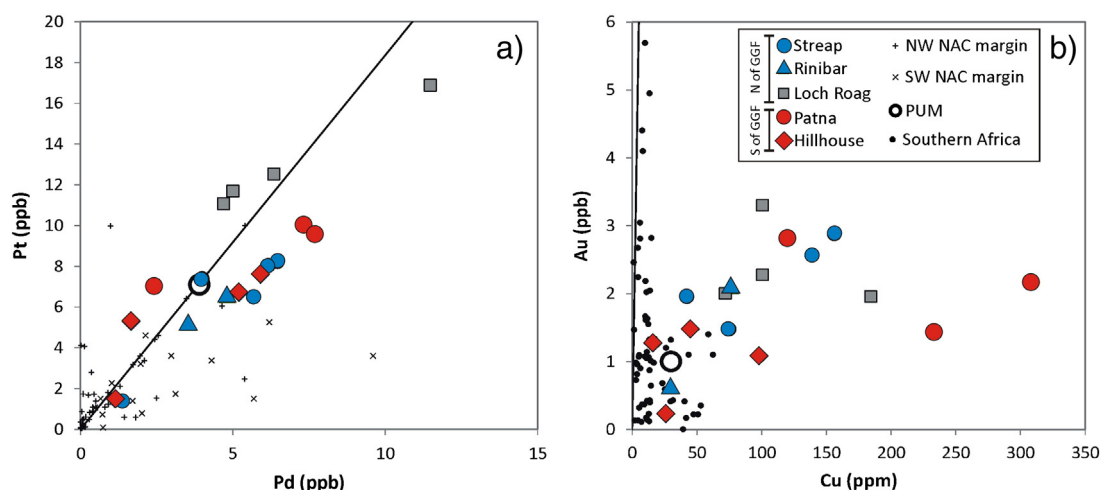 a)
20
18
16
14
12
10
8
6
4
2
0
Pt (ppb)
0 5 10 15
Pd (ppb)
b)
6
5
4
3
2
1
0
Au (ppb)
0 50 100 150 200 250 300 350
Cu (ppm)
N of GGF
Streap
Rinibar
Loch Roag
S of GGF
Patna
Hillhouse
NW NAC margin
SW NAC margin
PUM
Southern Africa